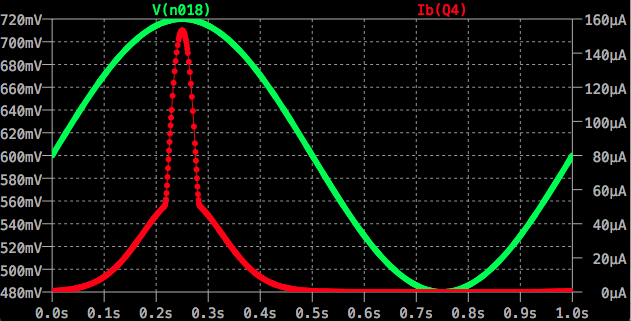 V(n018) Ib(Q4)
720mV 160µA
700mV 140µA
680mV 120µA
660mV 100µA
640mV 80µA
620mV 60µA
600mV 40µA
580mV 20µA
560mV 0µA
540mV
520mV
500mV
480mV
0.0s 0.1s 0.2s 0.3s 0.4s 0.5s 0.6s 0.7s 0.8s 0.9s 1.0s